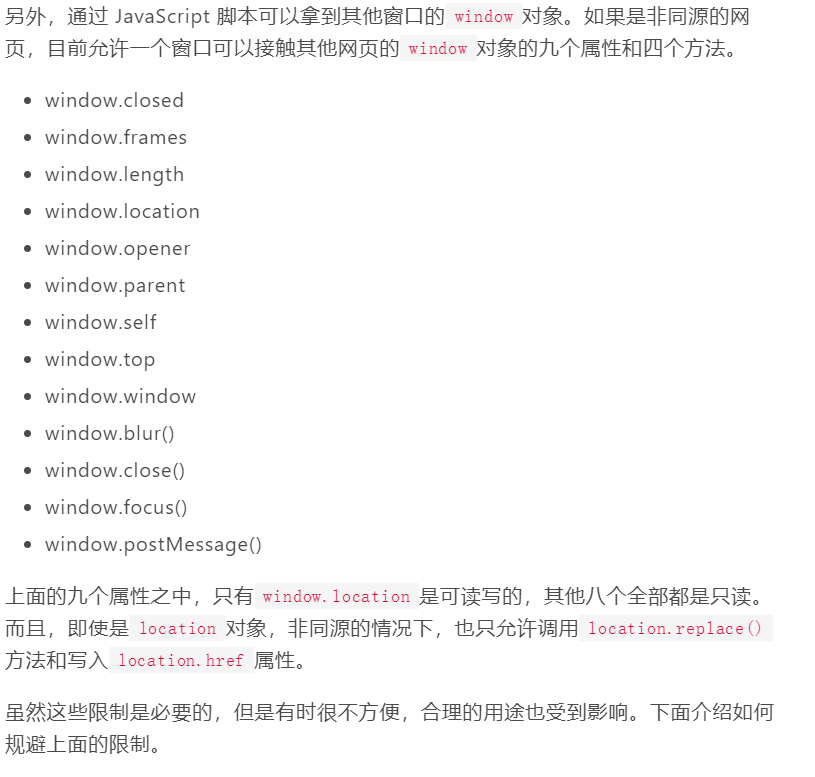 另外，通过 JavaScript 脚本可以拿到其他窗口的 window 对象。如果是非同源的网
页，目前允许一个窗口可以接触其他网页的 window 对象的九个属性和四个方法。
• window.closed
• window.frames
• window.length
• window.location
• window.opener
• window.parent
• window.self
• window.top
• window.window
• window.blur()
• window.close()
• window.focus()
• window.postMessage()
上面的九个属性之中，只有 window.location 是可读写的，其他八个全部都是只读。
而且，即使是 location 对象，非同源的情况下，也只允许调用 location.replace()
方法和写入 location.href 属性。
虽然这些限制是必要的，但是有时很不方便，合理的用途也受到影响。下面介绍如何
规避上面的限制。